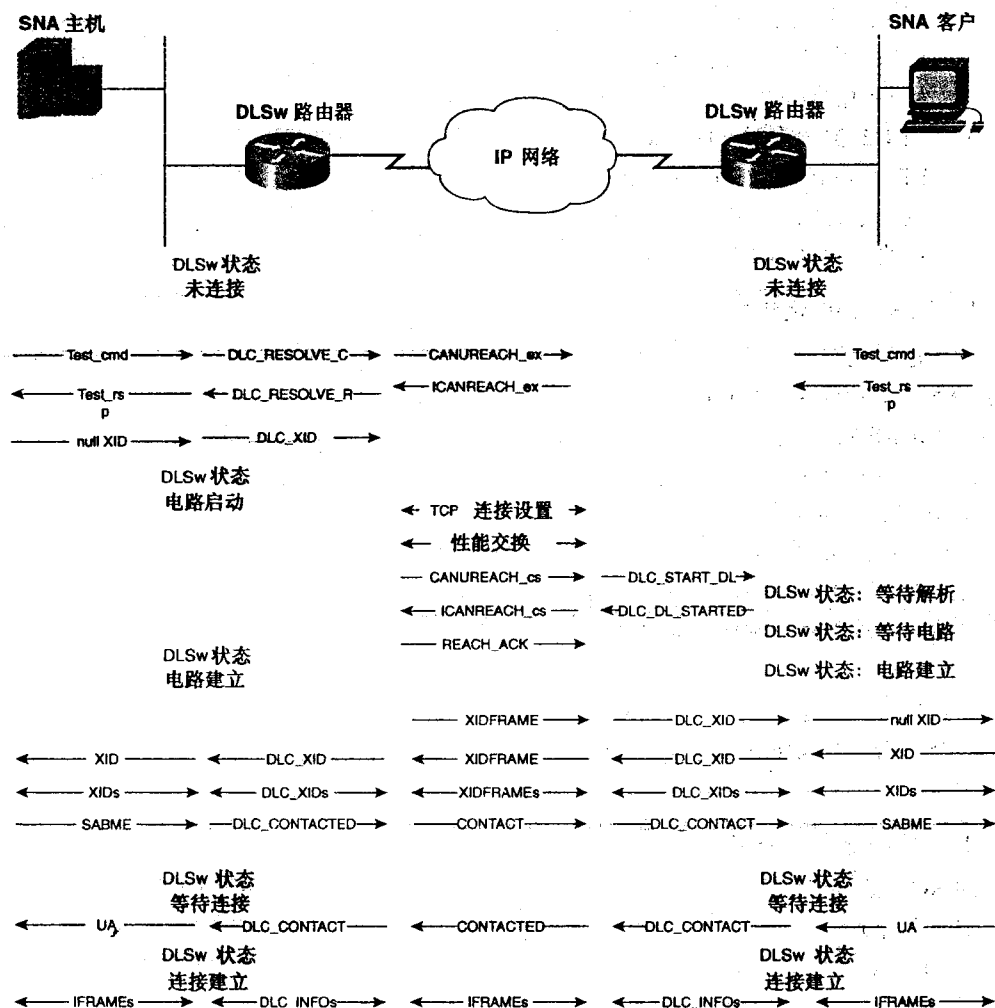 SNA 主机
SNA 客户
DLSw 路由器
DLSw 路由器
IP 网络
DLSw 状态
未连接
DLSw 状态
未连接
Test_cmd DLC_RESOLVE_C CANUREACH_ex Test_cmd
Test_rs
p DLC_RESOLVE_R ICANREACH_ex Test_rs
p
null XID DLC_XID
DLSw 状态
电路启动
TCP 连接设置
性能交换
CANUREACH_cs DLC_START_DL
DLSw 状态：等待解析
ICANREACH_cs DLC_DL_STARTED
DLSw 状态：等待电路
REACH_ACK
DLSw 状态
电路建立
DLSw 状态：电路建立
XIDFRAME DLC_XID null XID
XID DLC_XID XIDFRAME DLC_XID XID
XIDs DLC_XIDs XIDFRAMEs DLC_XIDs XIDs
SABME DLC_CONTACTED CONTACT DLC_CONTACT SABME
DLSw 状态
等待连接
DLSw 状态
等待连接
UA DLC_CONTACT CONTACTED DLC_CONTACT UA
DLSw 状态
连接建立
DLSw 状态
连接建立
IFRAMEs DLC_INFOs IFRAMEs DLC_INFOs IFRAMEs